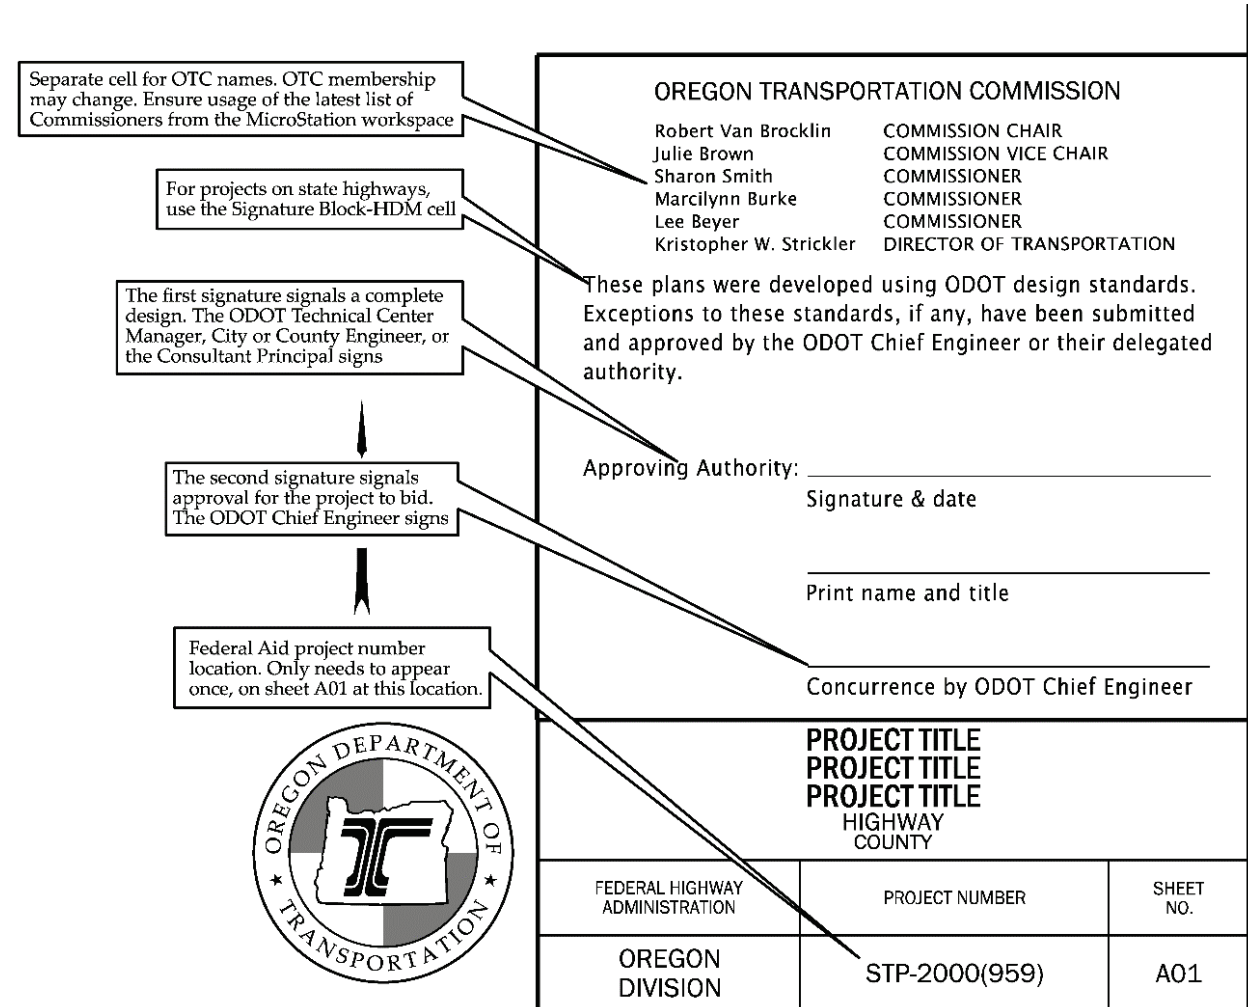 Separate cell for OTC names. OTC membership
may change. Ensure usage of the latest list of
Commissioners from the MicroStation workspace
For projects on state highways,
use the Signature Block-HDM cell
The first signature signals a complete
design. The ODOT Technical Center
Manager, City or County Engineer, or
the Consultant Principal signs
The second signature signals
approval for the project to bid.
The ODOT Chief Engineer signs
Federal Aid project number
location. Only needs to appear
once, on sheet A01 at this location.
OREGON DEPARTMENT OF
TRANSPORTATION
OREGON TRANSPORTATION COMMISSION
Robert Van Brocklin COMMISSION CHAIR
Julie Brown COMMISSION VICE CHAIR
Sharon Smith COMMISSIONER
Marcilynn Burke COMMISSIONER
Lee Beyer COMMISSIONER
Kristopher W. Strickler DIRECTOR OF TRANSPORTATION
These plans were developed using ODOT design standards.
Exceptions to these standards, if any, have been submitted
and approved by the ODOT Chief Engineer or their delegated
authority.
Approving Authority:
Signature & date
Print name and title
Concurrence by ODOT Chief Engineer
PROJECT TITLE
PROJECT TITLE
PROJECT TITLE
HIGHWAY
COUNTY
FEDERAL HIGHWAY
ADMINISTRATION
PROJECT NUMBER
SHEET
NO.
OREGON
DIVISION
STP-2000(959)
A01